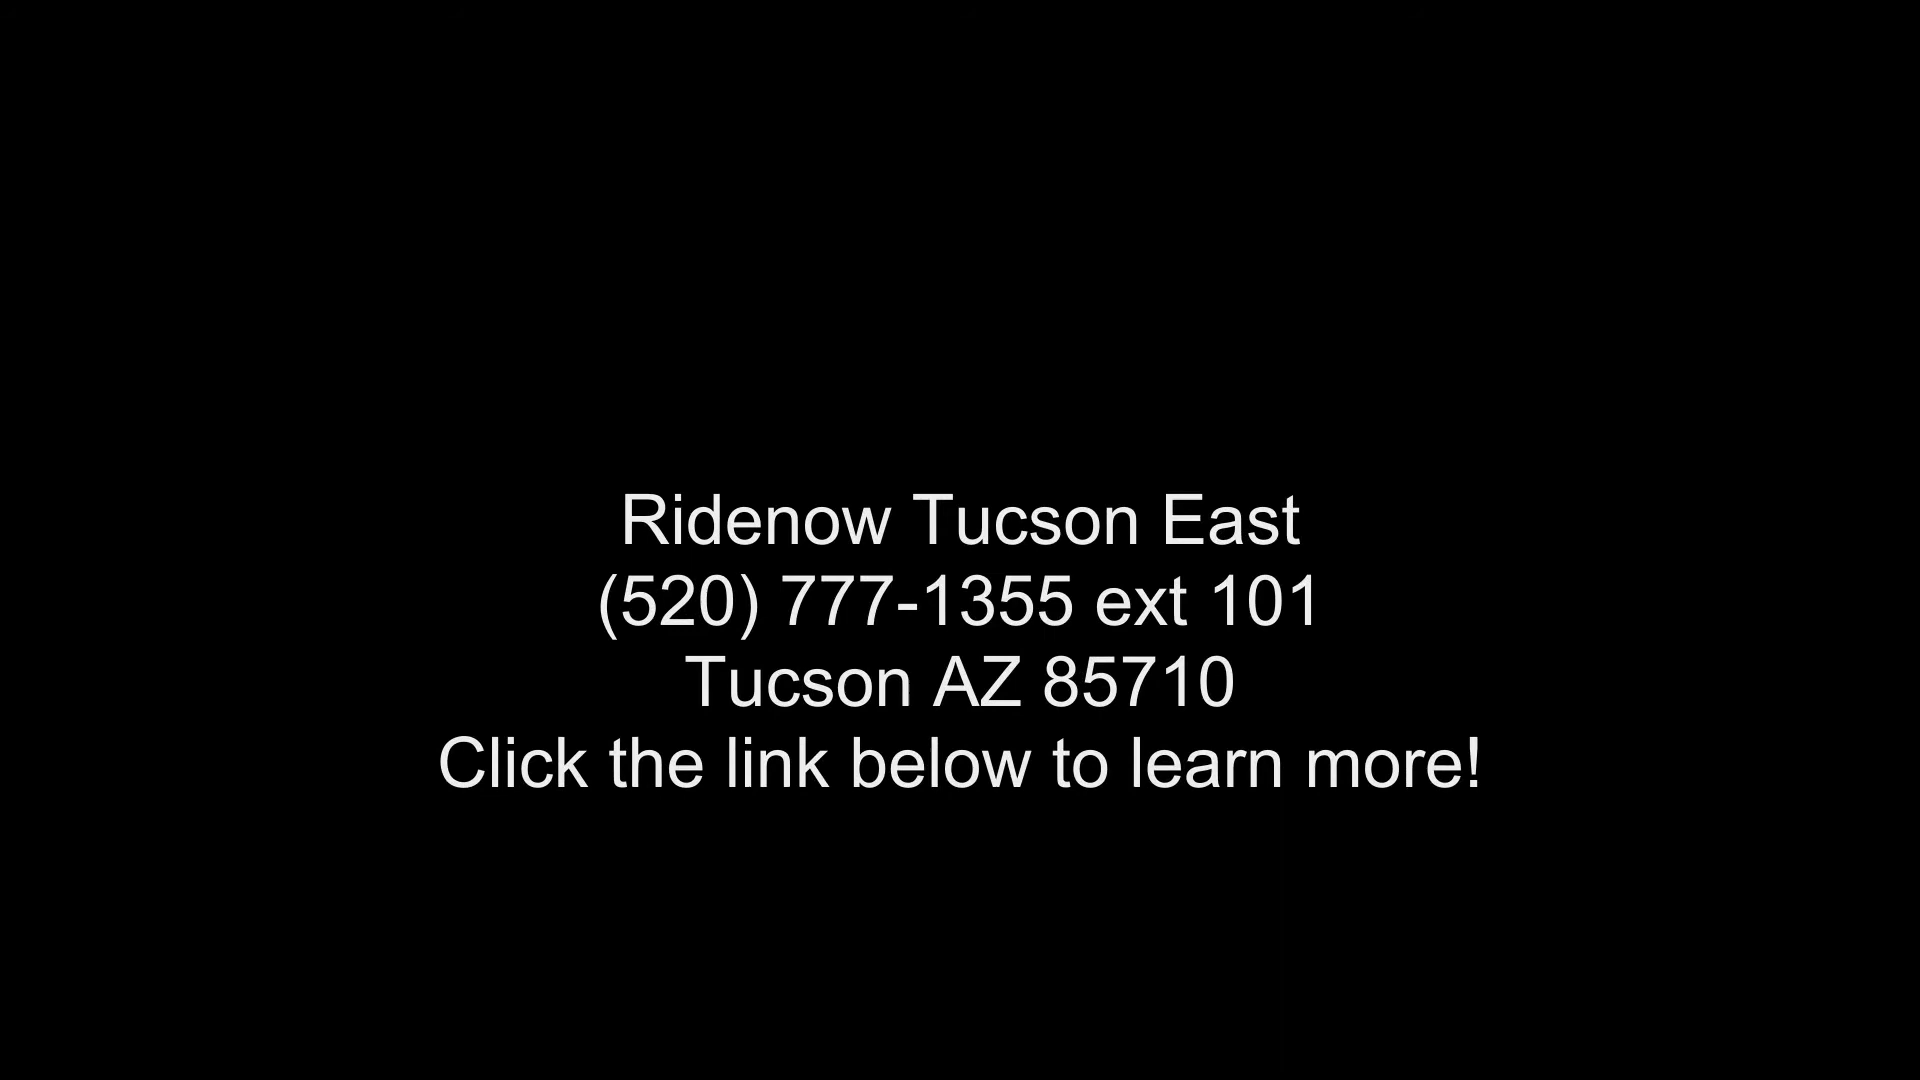 Ridenow Tucson East
(520) 777-1355 ext 101
Tucson AZ 85710
Click the link below to learn more!